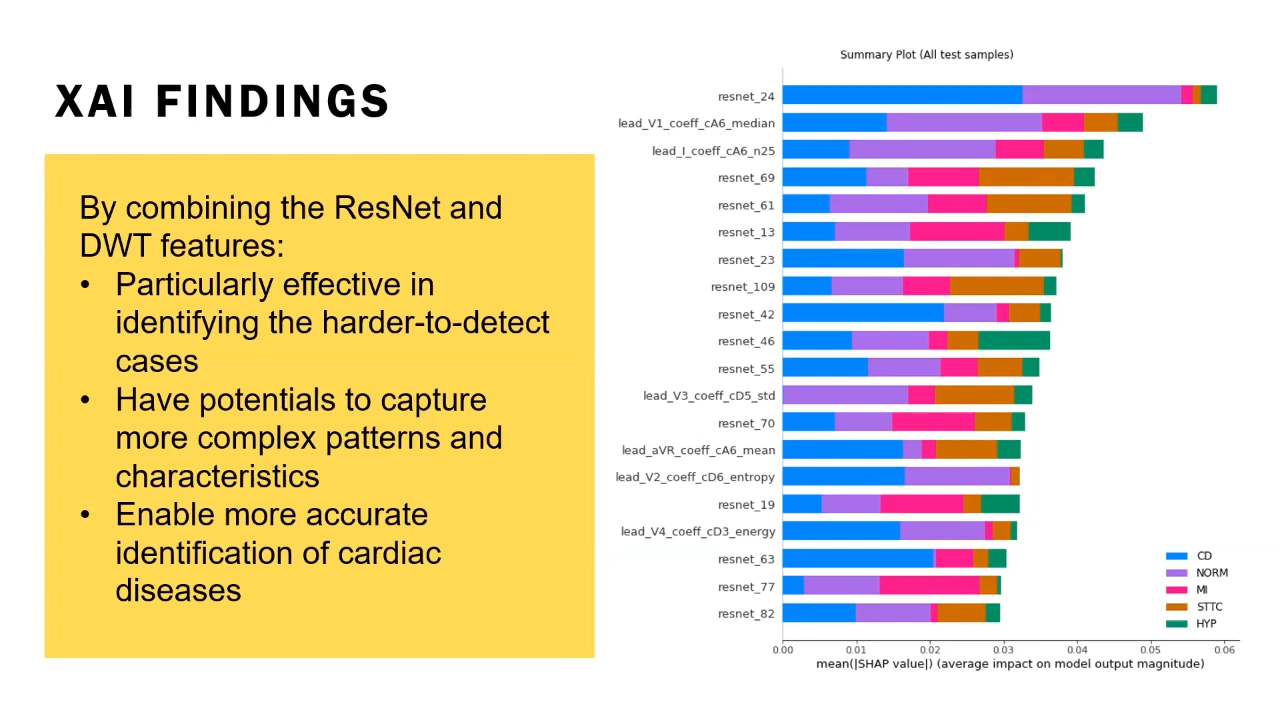 XAI FINDINGS
By combining the ResNet and
DWT features:
• Particularly effective in
identifying the harder-to-detect
cases
• Have potentials to capture
more complex patterns and
characteristics
• Enable more accurate
identification of cardiac
diseases
Summary Plot (All test samples)
resnet_24
lead_V1_coeff_cA6_median
lead_I_coeff_cA6_n25
resnet_69
resnet_61
resnet_13
resnet_23
resnet_109
resnet_42
resnet_46
resnet_55
lead_V3_coeff_cD5_std
resnet_70
lead_aVR_coeff_cA6_mean
lead_V2_coeff_cD6_entropy
resnet_19
lead_V4_coeff_cD3_energy
resnet_63
resnet_77
resnet_82
CD
NORM
MI
STTC
HYP
0.00 0.01 0.02 0.03 0.04 0.05 0.06
mean(|SHAP value|) (average impact on model output magnitude)